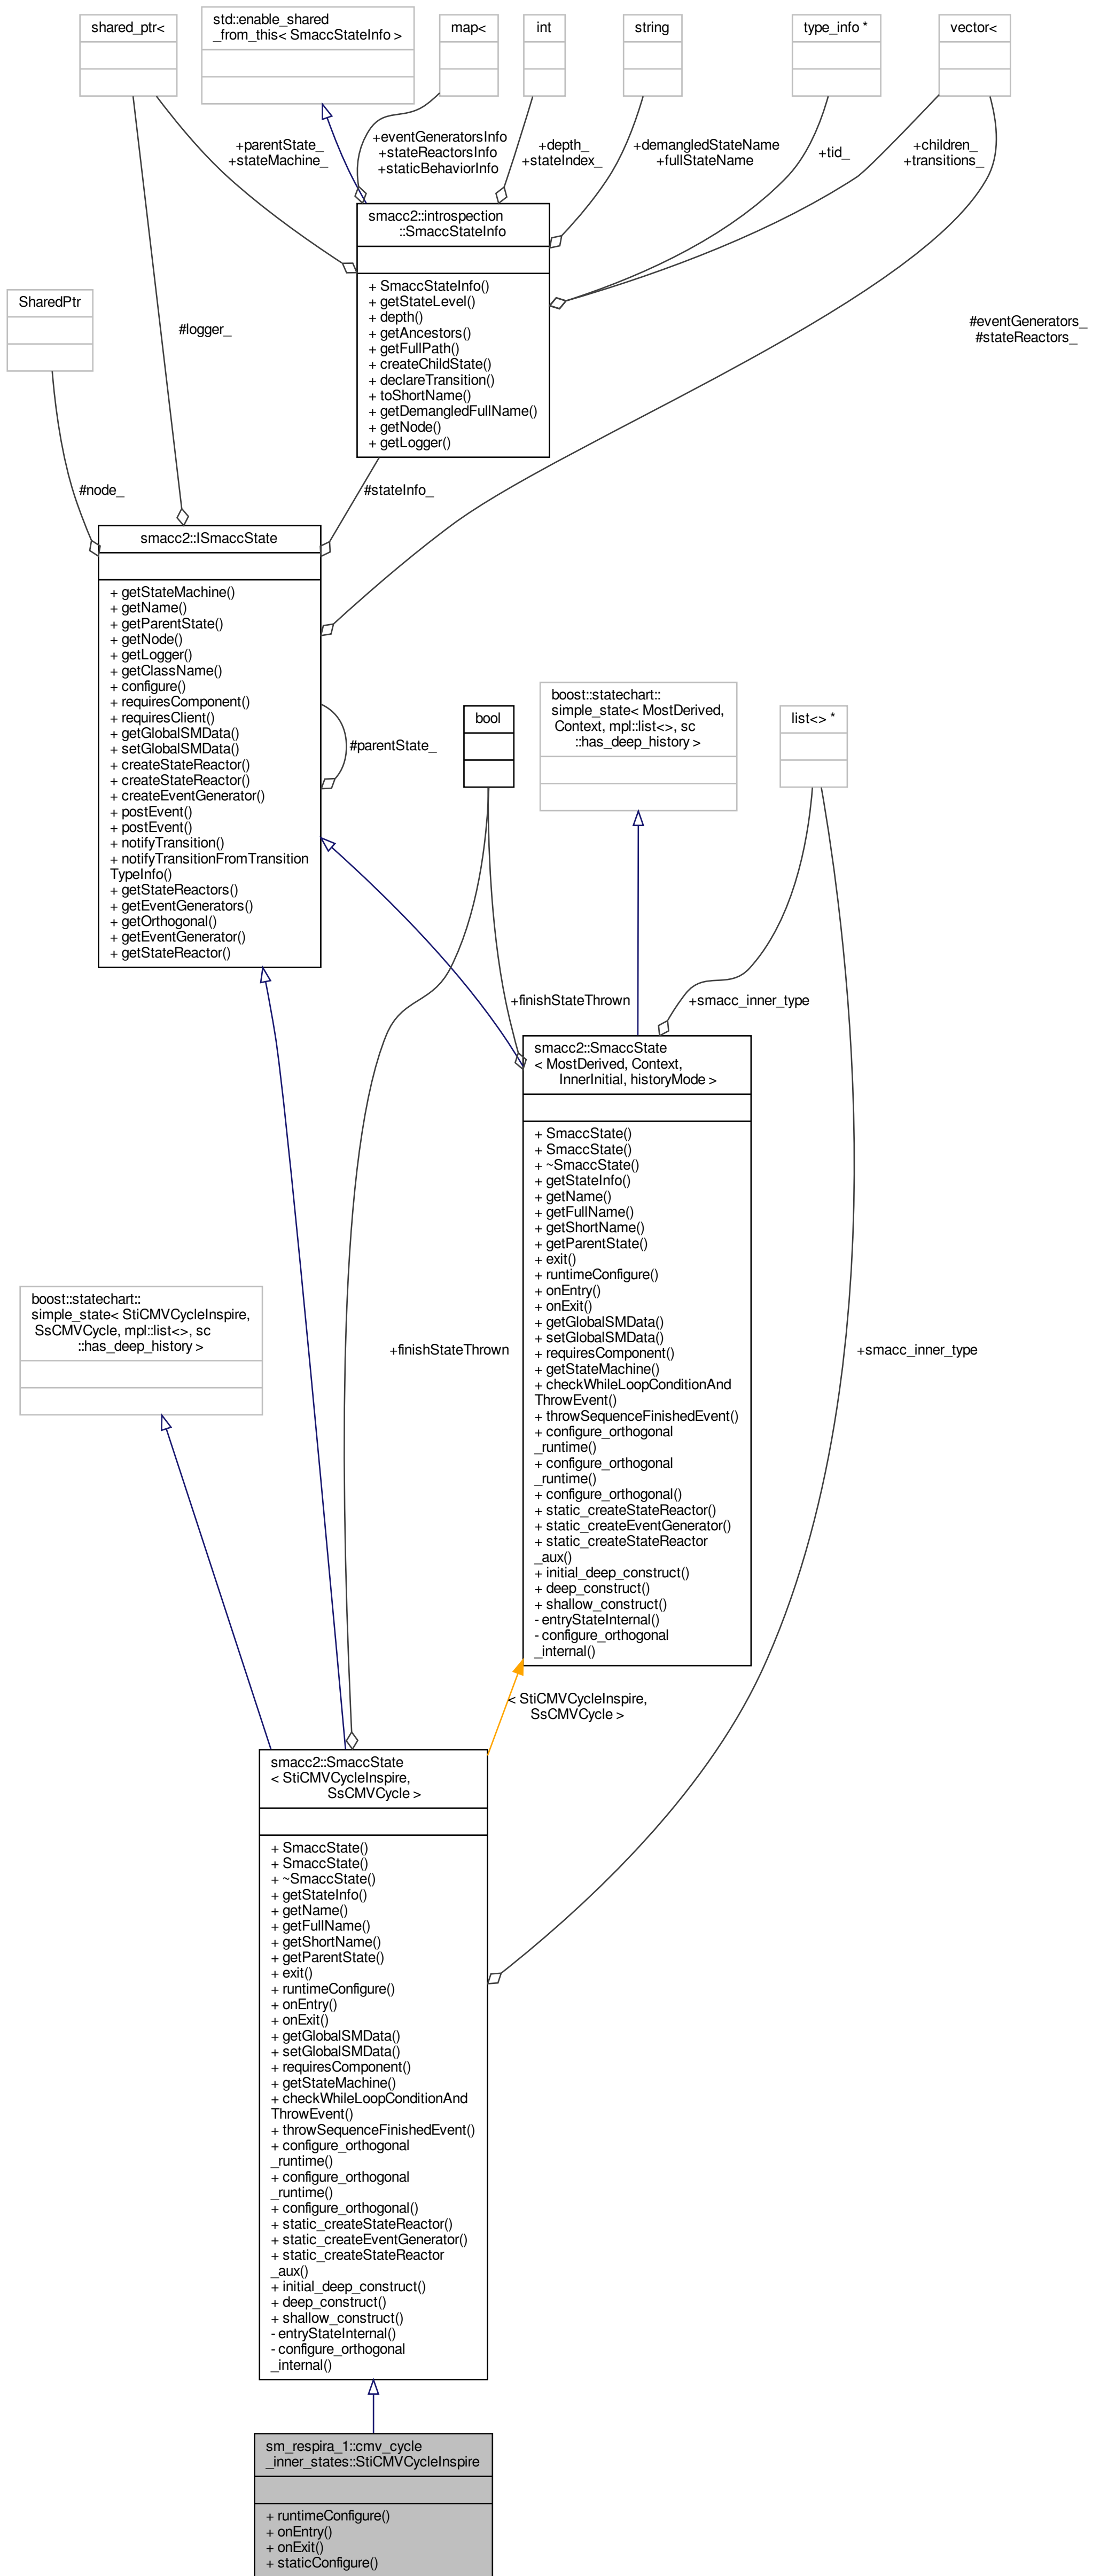 shared_ptr<
std::enable_shared
_from_this< SmaccStateInfo >
map<
int
string
type_info *
vector<
+parentState_
+stateMachine_
+eventGeneratorsInfo
+stateReactorsInfo
+staticBehaviorInfo
+depth_
+stateIndex_
+demangledStateName
+fullStateName
+tid_
+children_
+transitions_
smacc2::introspection
::SmaccStateInfo
+ SmaccStateInfo()
+ getStateLevel()
+ depth()
+ getAncestors()
+ getFullPath()
+ createChildState()
+ declareTransition()
+ toShortName()
+ getDemangledFullName()
+ getNode()
+ getLogger()
SharedPtr
#logger_
#eventGenerators_
#stateReactors_
#node_
#stateInfo_
smacc2::ISmaccState
+ getStateMachine()
+ getName()
+ getParentState()
+ getNode()
+ getLogger()
+ getClassName()
+ configure()
+ requiresComponent()
+ requiresClient()
+ getGlobalSMData()
+ setGlobalSMData()
+ createStateReactor()
+ createStateReactor()
+ createEventGenerator()
+ postEvent()
+ postEvent()
+ notifyTransition()
+ notifyTransitionFromTransition
TypeInfo()
+ getStateReactors()
+ getEventGenerators()
+ getOrthogonal()
+ getEventGenerator()
+ getStateReactor()
#parentState_
bool
boost::statechart::
simple_state< MostDerived,
Context, mpl::list<>, sc
::has_deep_history >
list<> *
+finishStateThrown
+smacc_inner_type
smacc2::SmaccState
< MostDerived, Context,
InnerInitial, historyMode >
+ SmaccState()
+ SmaccState()
+ ~SmaccState()
+ getStateInfo()
+ getName()
+ getFullName()
+ getShortName()
+ getParentState()
+ exit()
+ runtimeConfigure()
+ onEntry()
+ onExit()
+ getGlobalSMData()
+ setGlobalSMData()
+ requiresComponent()
+ getStateMachine()
+ checkWhileLoopConditionAnd
ThrowEvent()
+ throwSequenceFinishedEvent()
+ configure_orthogonal
_runtime()
+ configure_orthogonal
_runtime()
+ configure_orthogonal()
+ static_createStateReactor()
+ static_createEventGenerator()
+ static_createStateReactor
_aux()
+ initial_deep_construct()
+ deep_construct()
+ shallow_construct()
- entryStateInternal()
- configure_orthogonal
_internal()
boost::statechart::
simple_state< StiCMVCycleInspire,
SsCMVCycle, mpl::list<>, sc
::has_deep_history >
+finishStateThrown
+smacc_inner_type
< StiCMVCycleInspire,
SsCMVCycle >
smacc2::SmaccState
< StiCMVCycleInspire,
SsCMVCycle >
+ SmaccState()
+ SmaccState()
+ ~SmaccState()
+ getStateInfo()
+ getName()
+ getFullName()
+ getShortName()
+ getParentState()
+ exit()
+ runtimeConfigure()
+ onEntry()
+ onExit()
+ getGlobalSMData()
+ setGlobalSMData()
+ requiresComponent()
+ getStateMachine()
+ checkWhileLoopConditionAnd
ThrowEvent()
+ throwSequenceFinishedEvent()
+ configure_orthogonal
_runtime()
+ configure_orthogonal
_runtime()
+ configure_orthogonal()
+ static_createStateReactor()
+ static_createEventGenerator()
+ static_createStateReactor
_aux()
+ initial_deep_construct()
+ deep_construct()
+ shallow_construct()
- entryStateInternal()
- configure_orthogonal
_internal()
sm_respira_1::cmv_cycle
_inner_states::StiCMVCycleInspire
+ runtimeConfigure()
+ onEntry()
+ onExit()
+ staticConfigure()